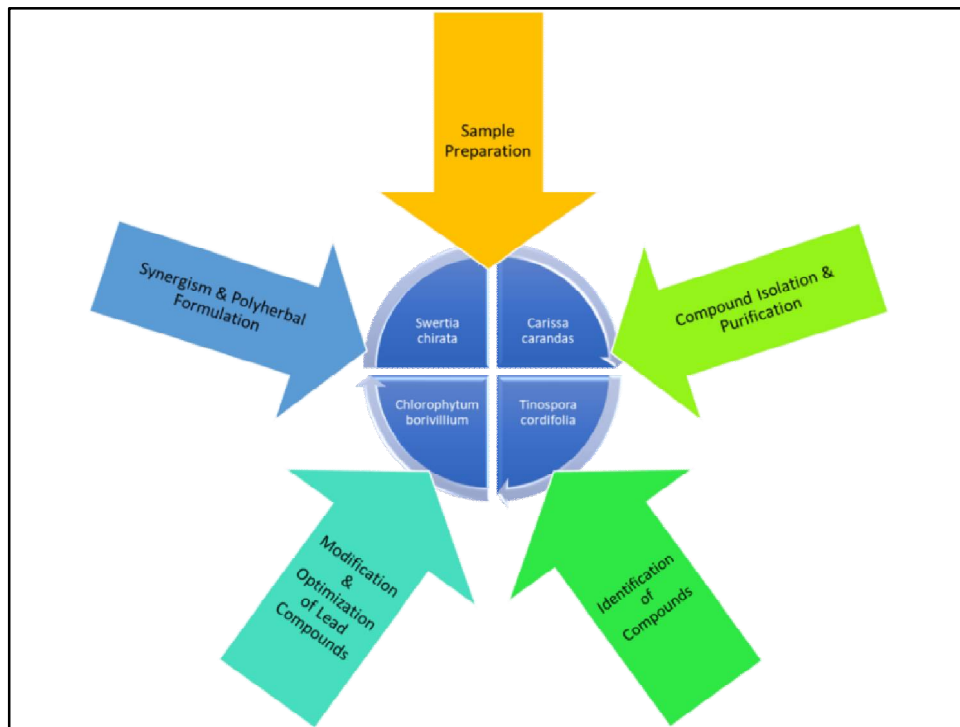 Sample
Preparation
Synergism & Polyherbal
Formulation
Compound Isolation &
Purification
Swertia
chirata
Carissa
carandas
Chlorophytum
borivillium
Tinospora
cordifolia
Modification
&
Optimization
of Lead
Compounds
Identification
of
Compounds